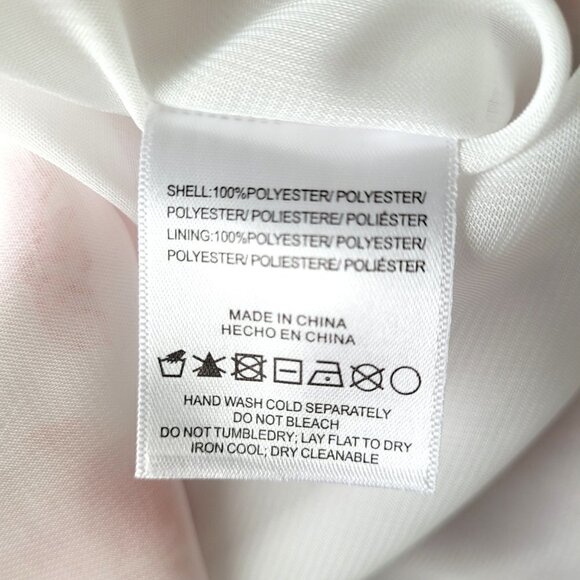 SHELL:100%POLYESTER/ POLYESTER/
POLYESTER/ POLIESTERE/ POLIÉSTER
LINING:100%POLYESTER/ POLYESTER/
POLYESTER/ POLIESTERE/ POLIÉSTER
MADE IN CHINA
HECHO EN CHINA
HAND WASH COLD SEPARATELY
DO NOT BLEACH
DO NOT TUMBLEDRY; LAY FLAT TO DRY
IRON COOL; DRY CLEANABLE